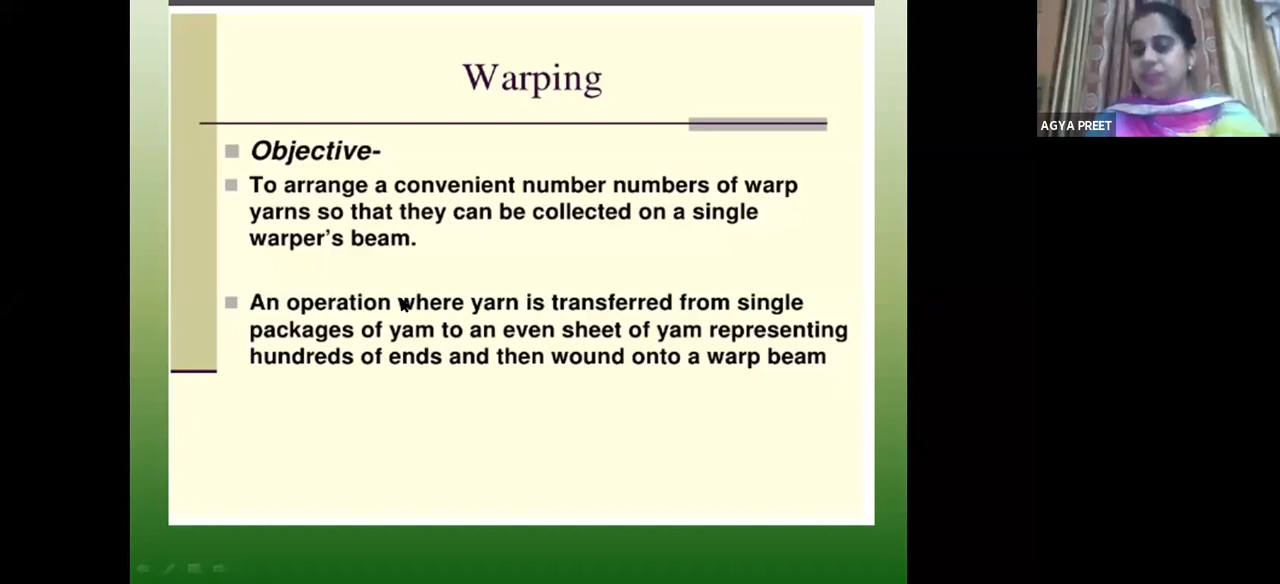 Warping
Objective-
To arrange a convenient number numbers of warp
yarns so that they can be collected on a single
warper's beam.
An operation where yarn is transferred from single
packages of yam to an even sheet of yam representing
hundreds of ends and then wound onto a warp beam
AGYA PREET